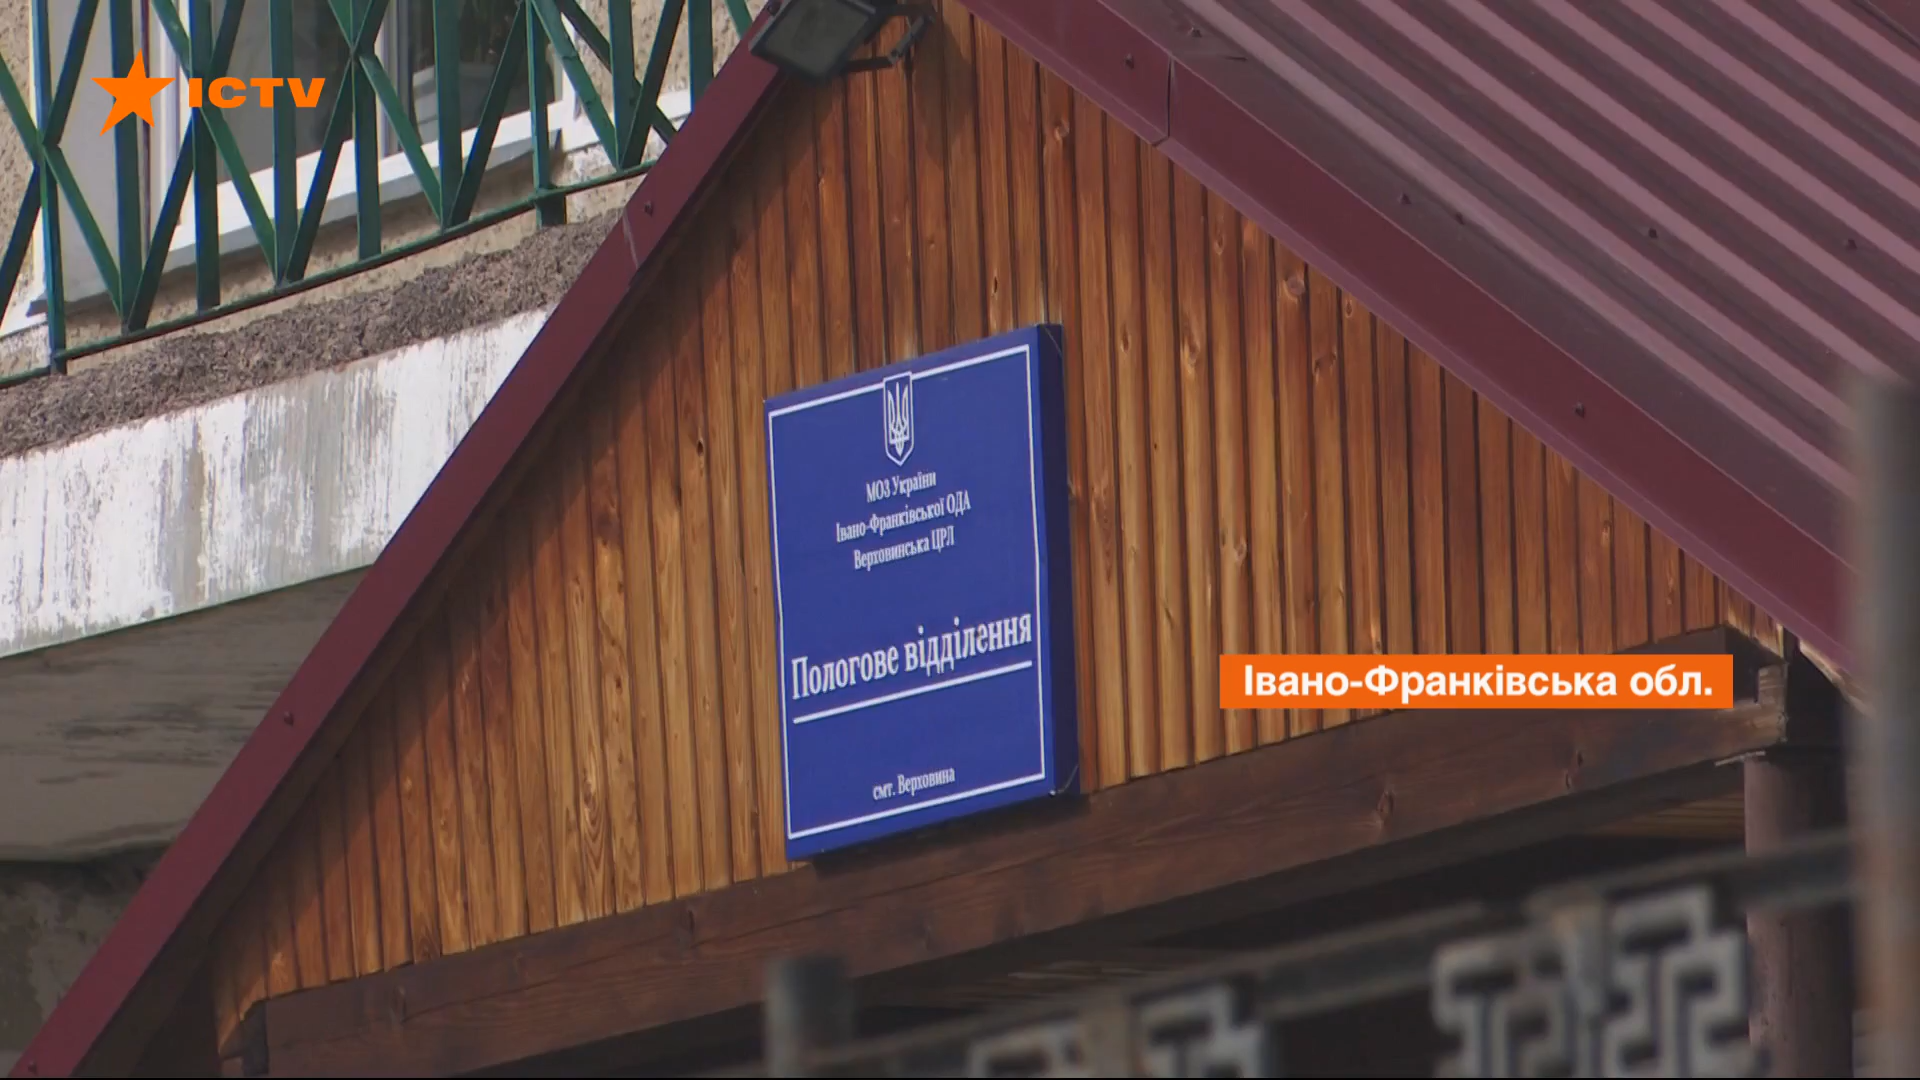 ICTV
МОЗ України
Івано-Франківської ОДА
Верховинська ЦРЛ
Пологове відділення
смт. Верховина
Івано-Франківська обл.